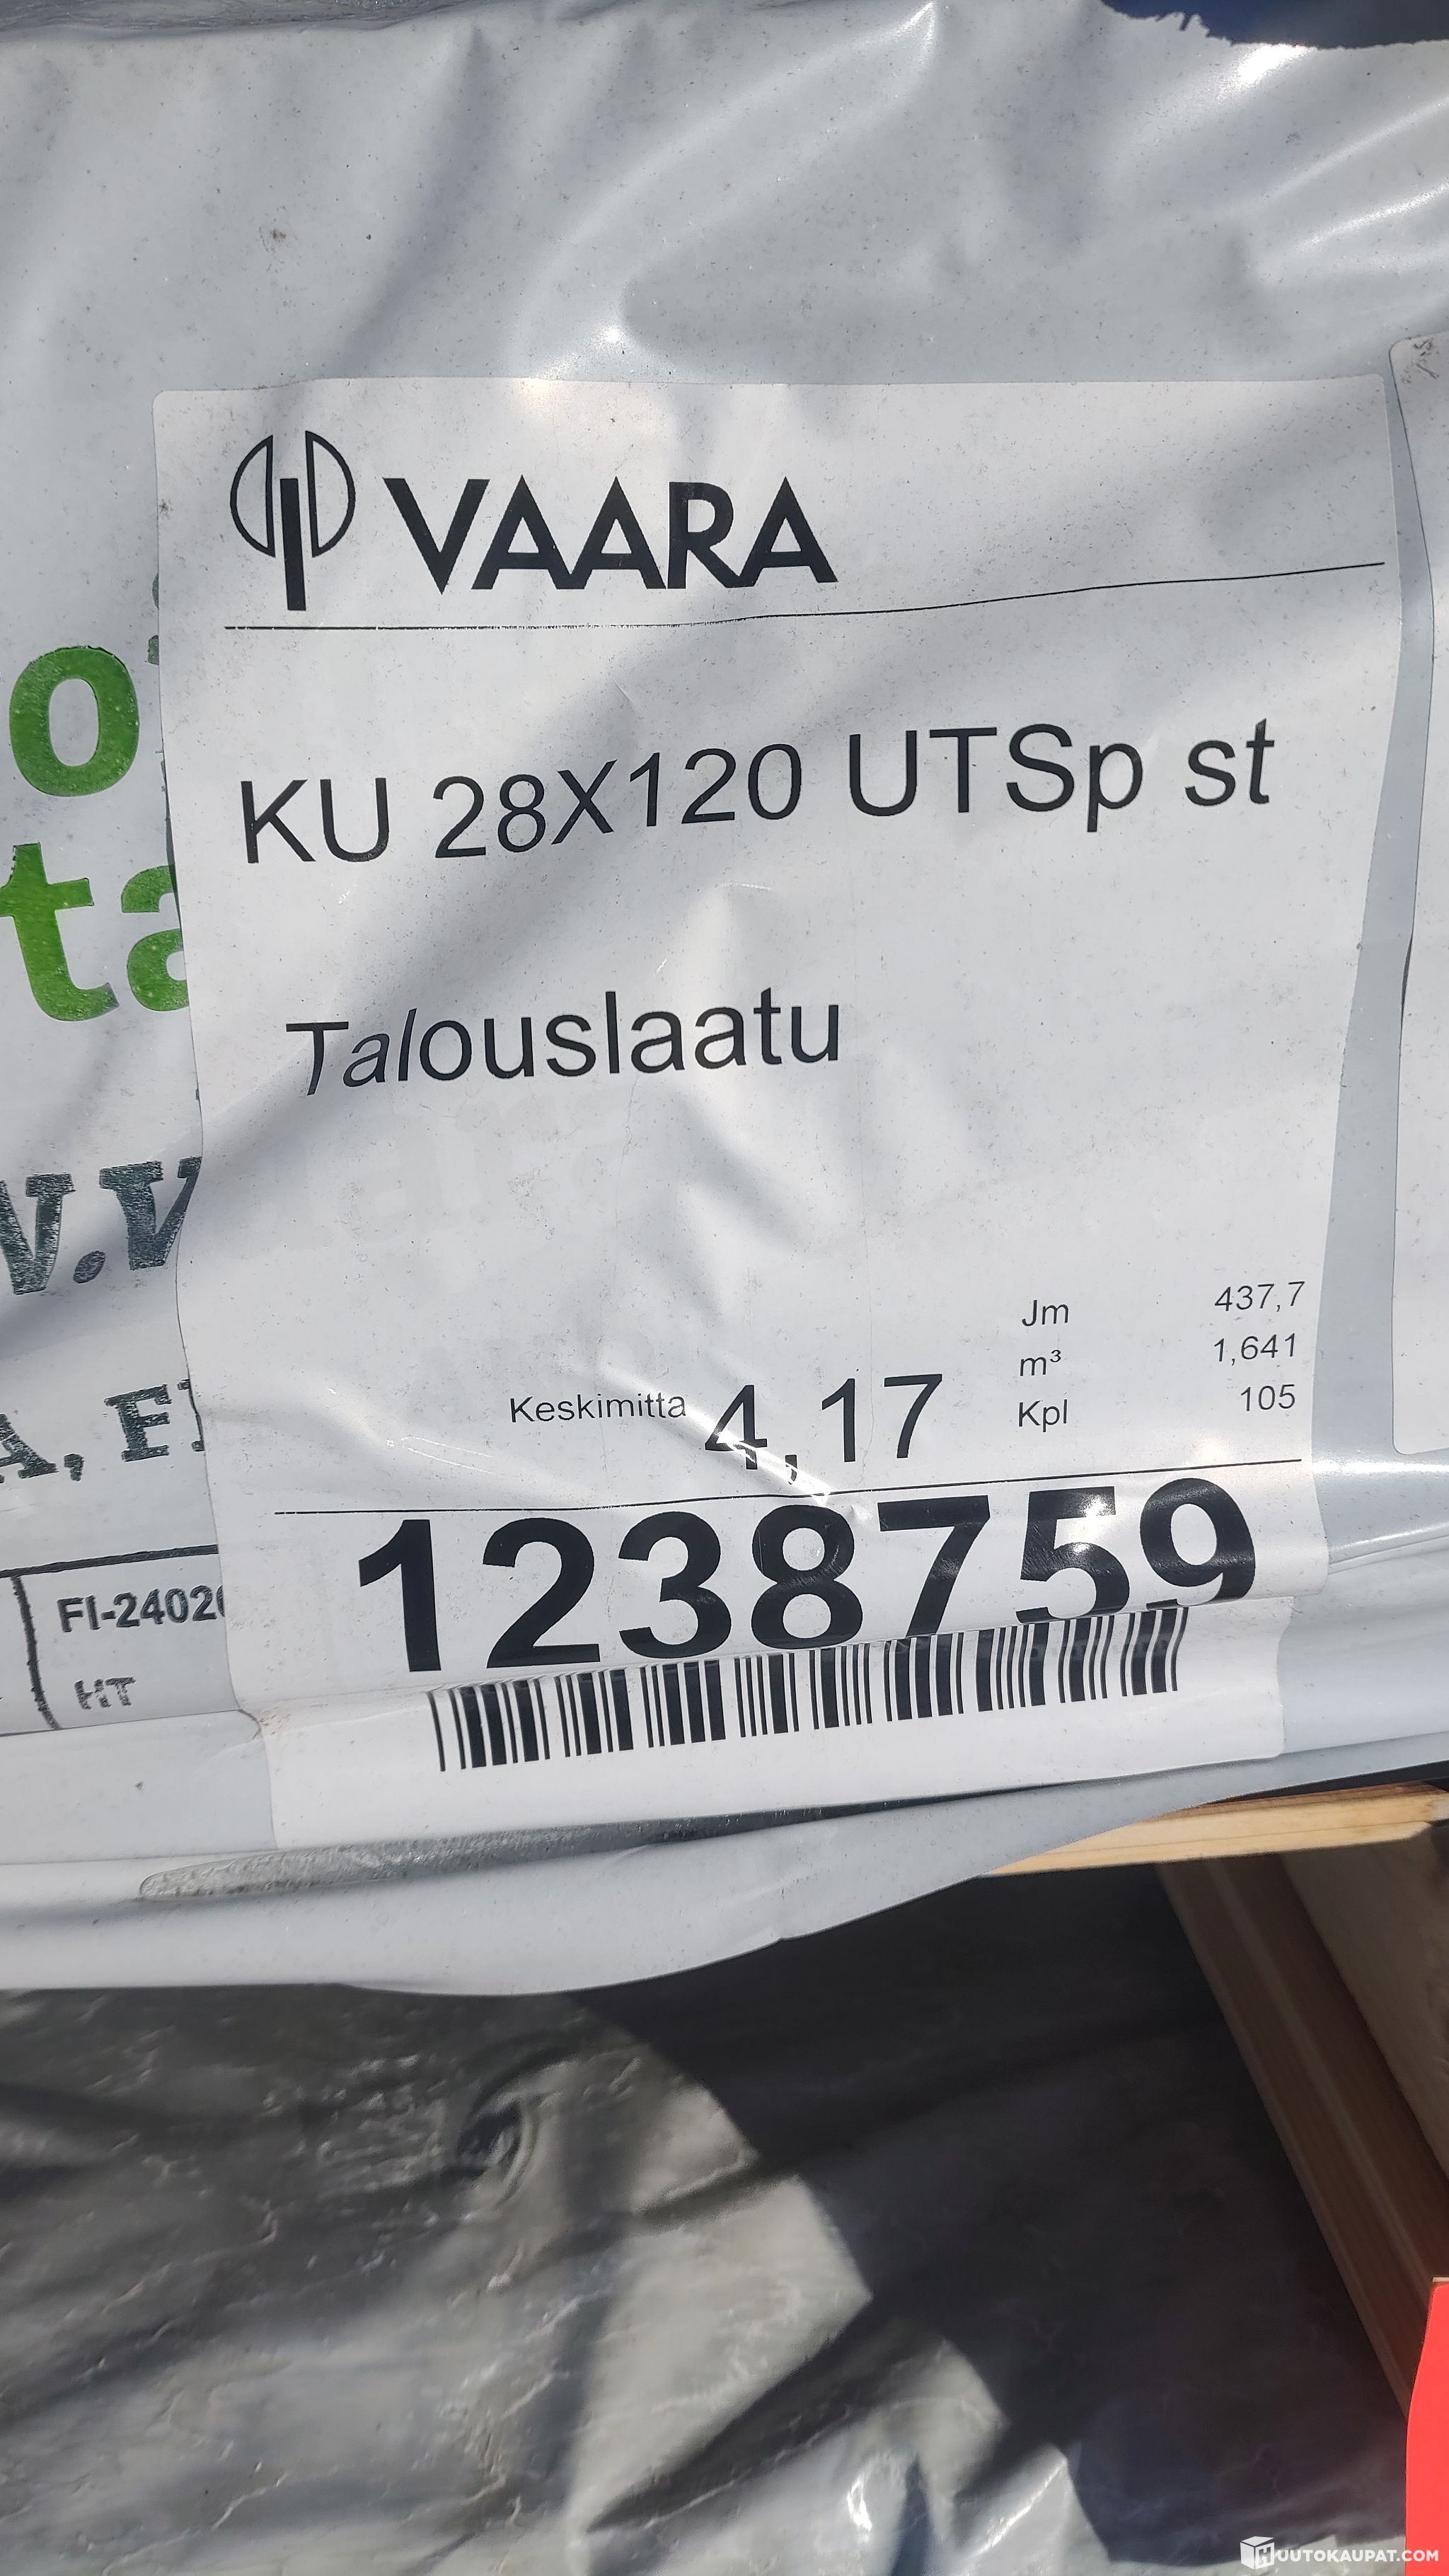 VAARA
KU 28X120 UTSp st
Talouslaatu
Jm 437,7
m³ 1,641
Keskimitta 4,17 Kpl 105
1238759
o
ta
W.V
A, F
FI-2402
HT
HUUTOKAUPAT.COM